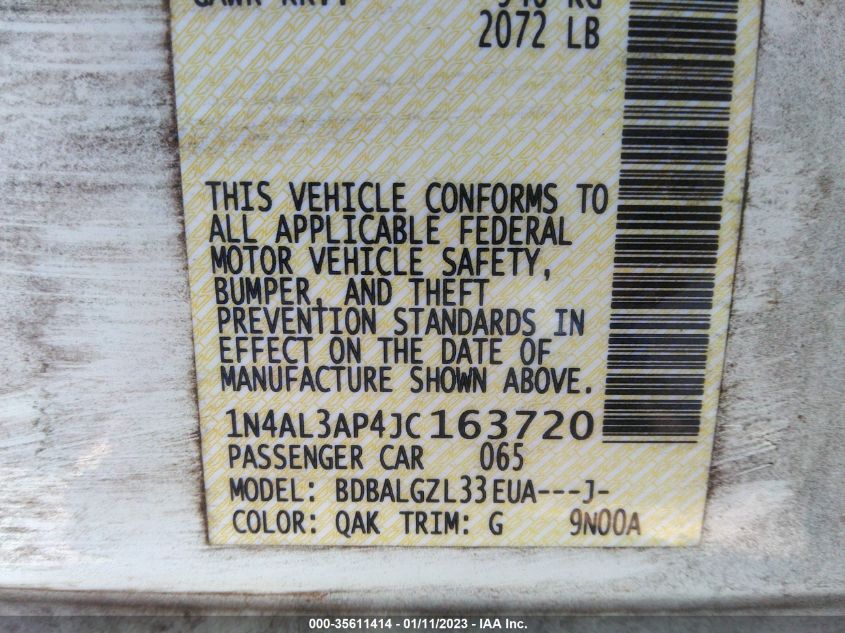 2072 LB
THIS VEHICLE CONFORMS TO
ALL APPLICABLE FEDERAL
MOTOR VEHICLE SAFETY,
BUMPER, AND THEFT
PREVENTION STANDARDS IN
EFFECT ON THE DATE OF
MANUFACTURE SHOWN ABOVE.
1N4AL3AP4JC163720
PASSENGER CAR 065
MODEL: BDBALGZL33EUA---J-
COLOR: QAK TRIM: G 9N00A
000-35611414 - 01/11/2023 - IAA Inc.